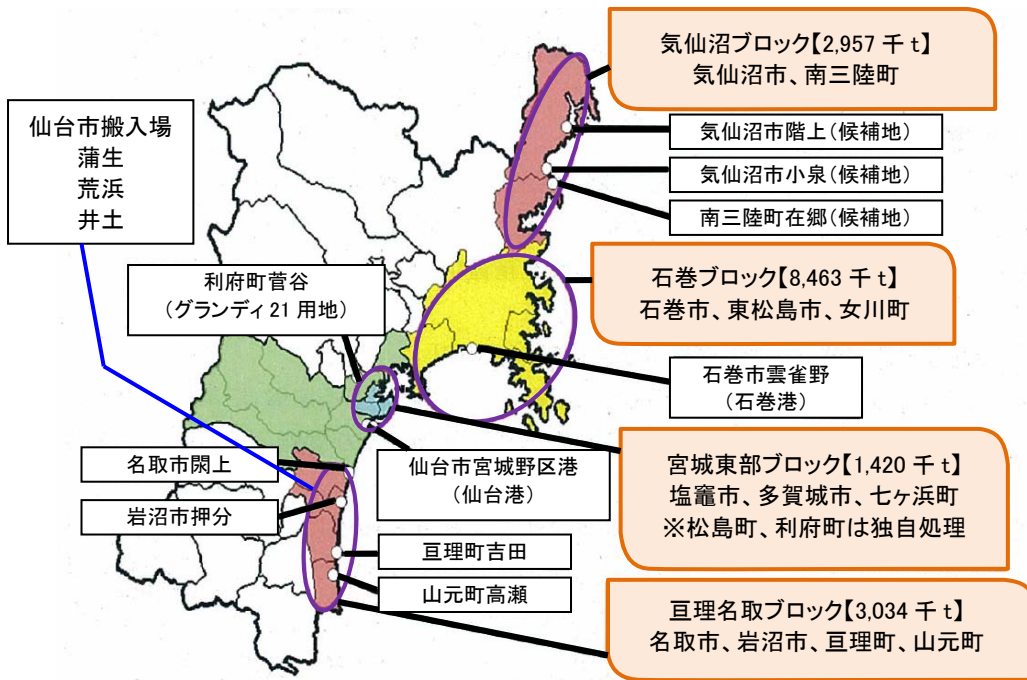 気仙沼ブロック【2,957 千 t】
気仙沼市、南三陸町
仙台市搬入場
蒲生
荒浜
井土
気仙沼市階上(候補地)
気仙沼市小泉(候補地)
南三陸町在郷(候補地)
利府町菅谷
(グランディ 21 用地)
石巻ブロック【8,463 千 t】
石巻市、東松島市、女川町
石巻市雲雀野
(石巻港)
名取市閖上
岩沼市押分
仙台市宮城野区港
(仙台港)
宮城東部ブロック【1,420 千 t】
塩竈市、多賀城市、七ヶ浜町
※松島町、利府町は独自処理
亘理町吉田
山元町高瀬
亘理名取ブロック【3,034 千 t】
名取市、岩沼市、亘理町、山元町